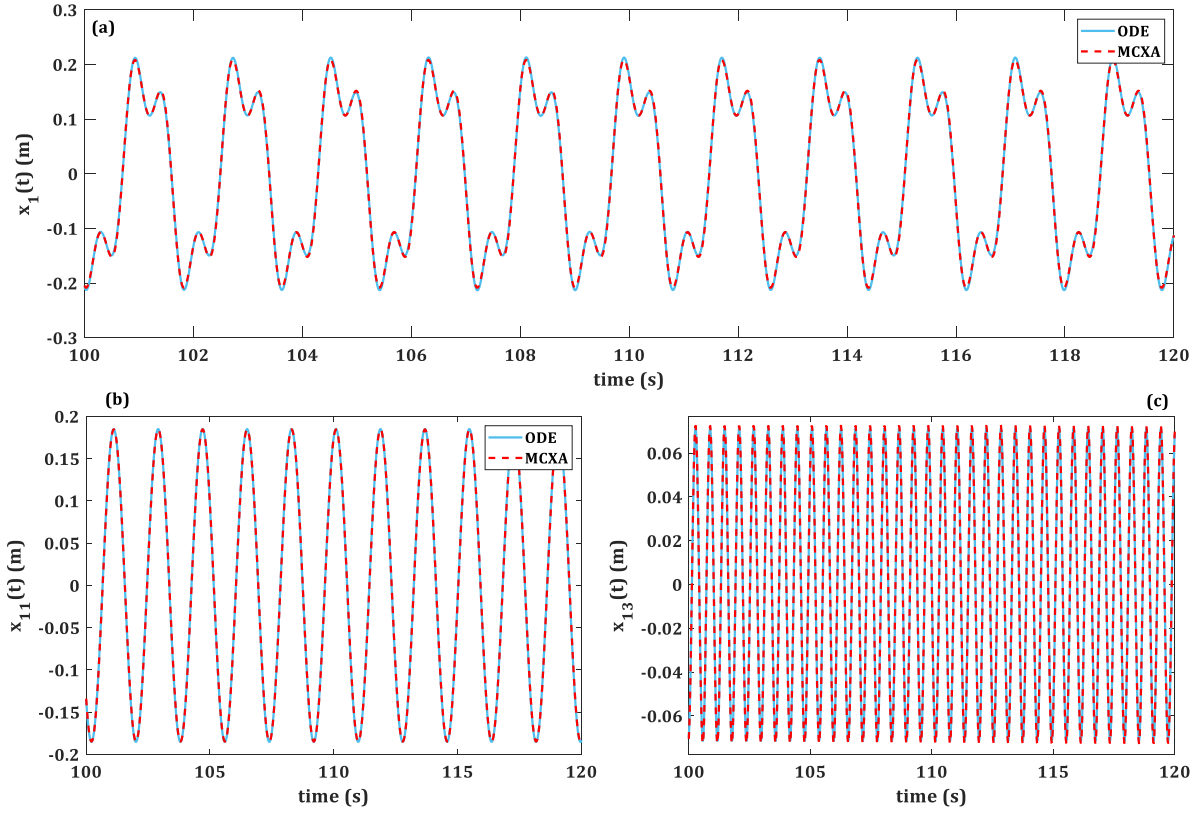 (a)
0.3
0.2
0.1
0
-0.1
-0.2
-0.3
x1(t) (m)
ODE
MCXA
100 102 104 106 108 110 112 114 116 118 120
time (s)
(b)
0.2
0.15
0.1
0.05
0
-0.05
-0.1
-0.15
-0.2
x11(t) (m)
ODE
MCXA
100 105 110 115 120
time (s)
(c)
0.06
0.04
0.02
0
-0.02
-0.04
-0.06
x13(t) (m)
100 105 110 115 120
time (s)